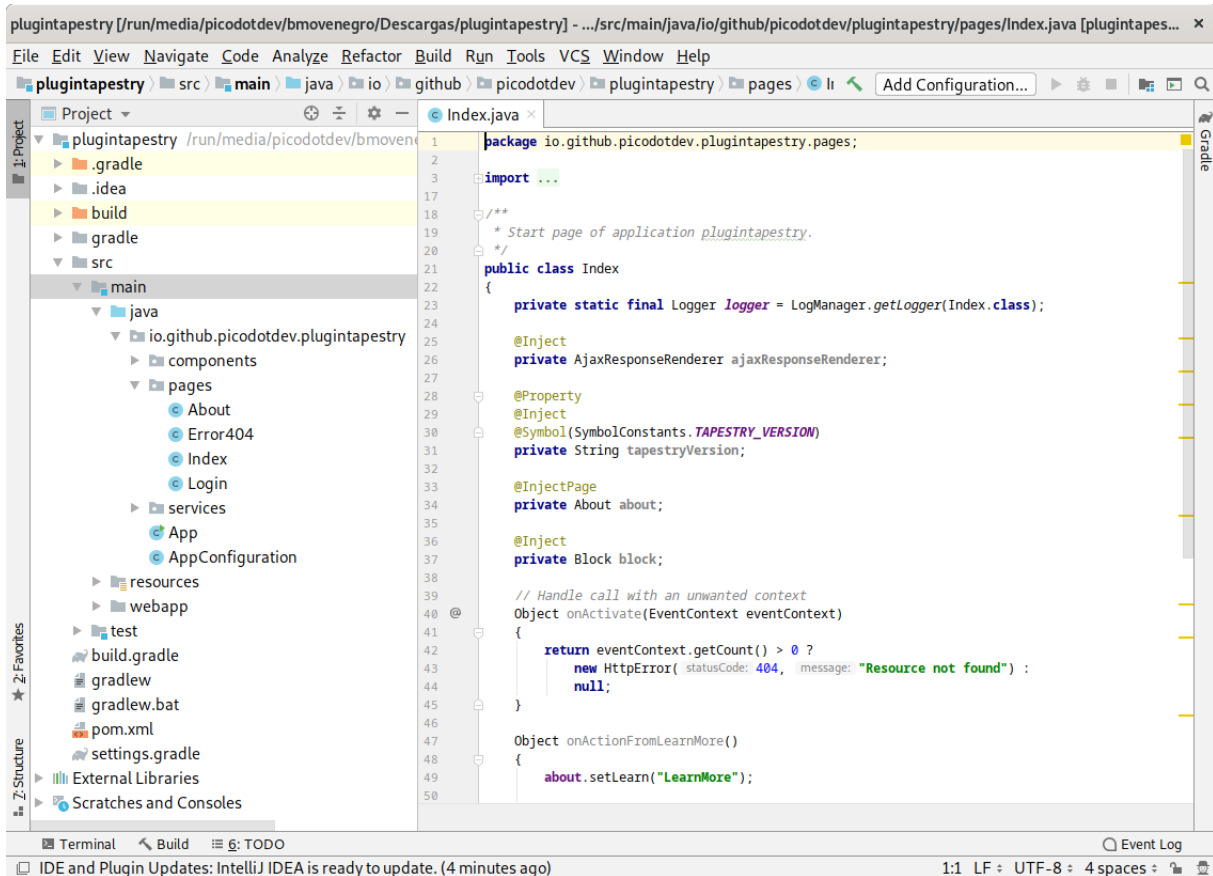 plugintapestry [/run/media/picodotdev/bmovenegro/Descargas/plugintapestry] - .../src/main/java/io/github/picodotdev/plugintapestry/pages/Index.java [plugintapes...
File Edit View Navigate Code Analyze Refactor Build Run Tools VCS Window Help
plugintapestry src main java io github picodotdev plugintapestry pages Add Configuration...
Project
Index.java
1: Project
Gradle
plugintapestry /run/media/picodotdev/bmovene
.gradle
.idea
build
gradle
src
main
java
io.github.picodotdev.plugintapestry
components
pages
About
Error404
Index
Login
services
App
AppConfiguration
resources
webapp
test
build.gradle
gradlew
gradlew.bat
pom.xml
settings.gradle
External Libraries
Scratches and Consoles
2: Favorites
7: Structure
1 package io.github.picodotdev.plugintapestry.pages;
2
3 import ...
17
18 /**
19 * Start page of application plugintapestry.
20 */
21 public class Index
22 {
23 private static final Logger logger = LogManager.getLogger(Index.class);
24
25 @Inject
26 private AjaxResponseRenderer ajaxResponseRenderer;
27
28 @Property
29 @Inject
30 @Symbol(SymbolConstants.TAPESTRY_VERSION)
31 private String tapestryVersion;
32
33 @InjectPage
34 private About about;
35
36 @Inject
37 private Block block;
38
39 // Handle call with an unwanted context
40 @ Object onActivate(EventContext eventContext)
41 {
42 return eventContext.getCount() > 0 ?
43 new HttpError( statusCode: 404, message: "Resource not found") :
44 null;
45 }
46
47 Object onActionFromLearnMore()
48 {
49 about.setLearn("LearnMore");
50
Terminal Build 6: TODO Event Log
IDE and Plugin Updates: IntelliJ IDEA is ready to update. (4 minutes ago) 1:1 LF UTF-8 4 spaces